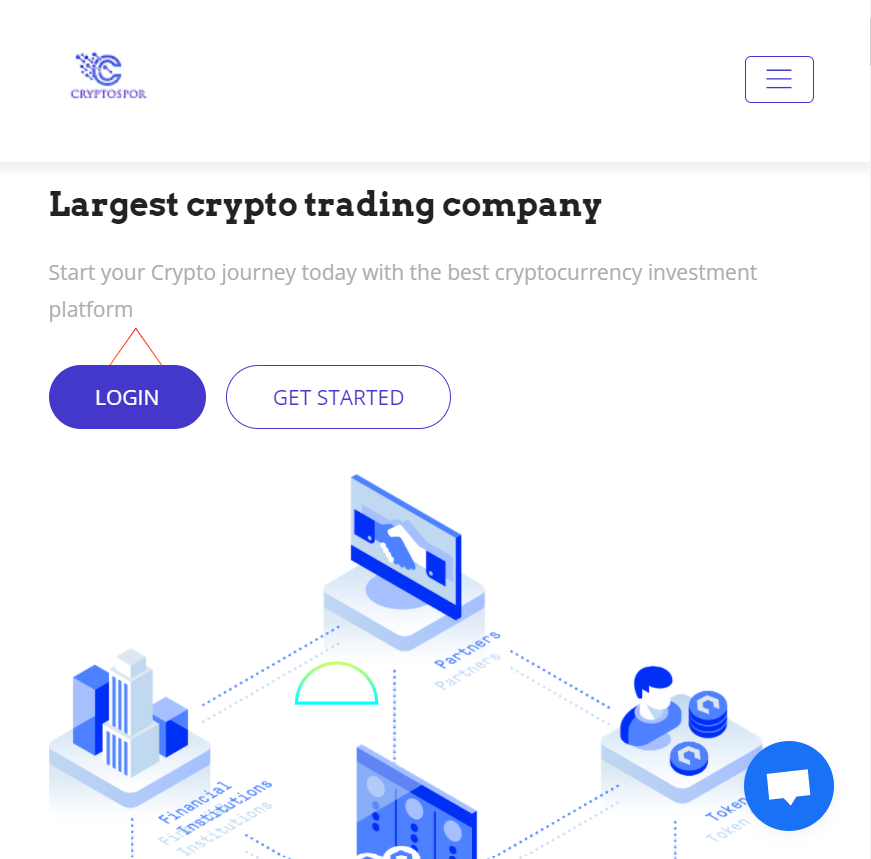 CRYPTOSPOR
Largest crypto trading company
Start your Crypto journey today with the best cryptocurrency investment
platform
LOGIN
GET STARTED
Partners
Partners
Financial
Institutions
Institutions
Token
Token